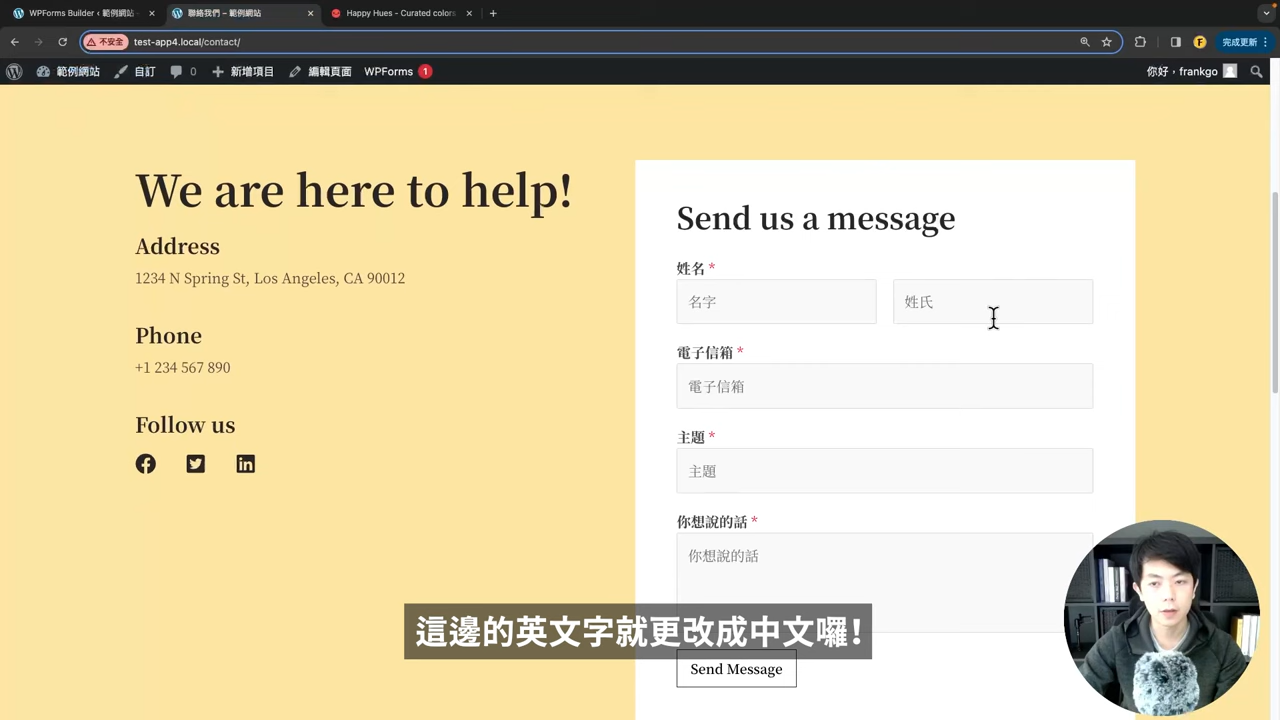 WPForms Builder ‹ 範例網站 –
聯絡我們 – 範例網站
Happy Hues - Curated colors
不安全
test-app4.local/contact/
完成更新
範例網站
自訂
0
新增項目
編輯頁面
WPForms 1
你好，frankgo
We are here to help!
Address
1234 N Spring St, Los Angeles, CA 90012
Phone
+1 234 567 890
Follow us
Send us a message
姓名 *
名字
姓氏
電子信箱 *
電子信箱
主題 *
主題
你想說的話 *
你想說的話
這邊的英文字就更改成中文囉!
Send Message